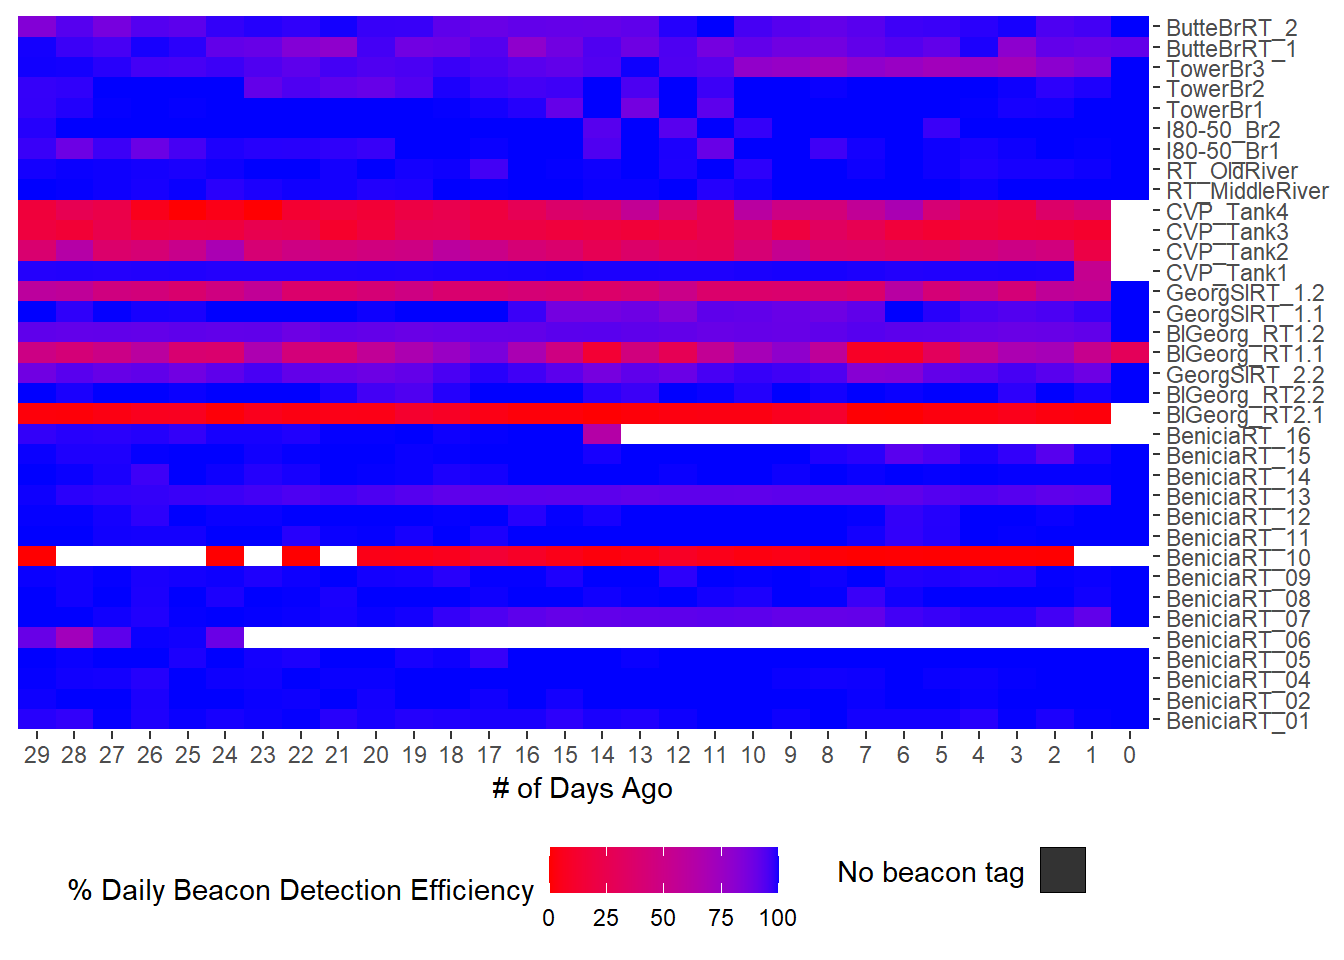 ButteBrRT_2
ButteBrRT_1
TowerBr3
TowerBr2
TowerBr1
I80-50_Br2
I80-50_Br1
RT_OldRiver
RT_MiddleRiver
CVP_Tank4
CVP_Tank3
CVP_Tank2
CVP_Tank1
GeorgSlRT_1.2
GeorgSlRT_1.1
BlGeorg_RT1.2
BlGeorg_RT1.1
GeorgSlRT_2.2
BlGeorg_RT2.2
BlGeorg_RT2.1
BeniciaRT_16
BeniciaRT_15
BeniciaRT_14
BeniciaRT_13
BeniciaRT_12
BeniciaRT_11
BeniciaRT_10
BeniciaRT_09
BeniciaRT_08
BeniciaRT_07
BeniciaRT_06
BeniciaRT_05
BeniciaRT_04
BeniciaRT_02
BeniciaRT_01
29 28 27 26 25 24 23 22 21 20 19 18 17 16 15 14 13 12 11 10 9 8 7 6 5 4 3 2 1 0
# of Days Ago
% Daily Beacon Detection Efficiency
0 25 50 75 100
No beacon tag